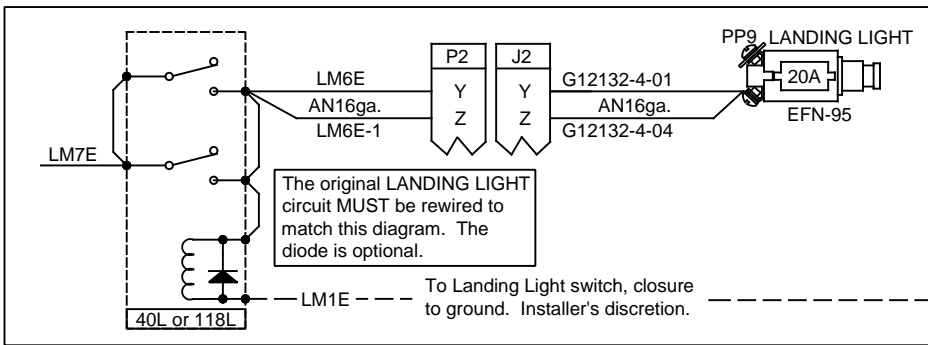 PP9 LANDING LIGHT
P2 J2
LM6E Y Y G12132-4-01
20A
AN16ga. AN16ga.
Z Z
LM6E-1 G12132-4-04
EFN-95
LM7E
The original LANDING LIGHT
circuit MUST be rewired to
match this diagram. The
diode is optional.
LM1E
To Landing Light switch, closure
to ground. Installer's discretion.
40L or 118L